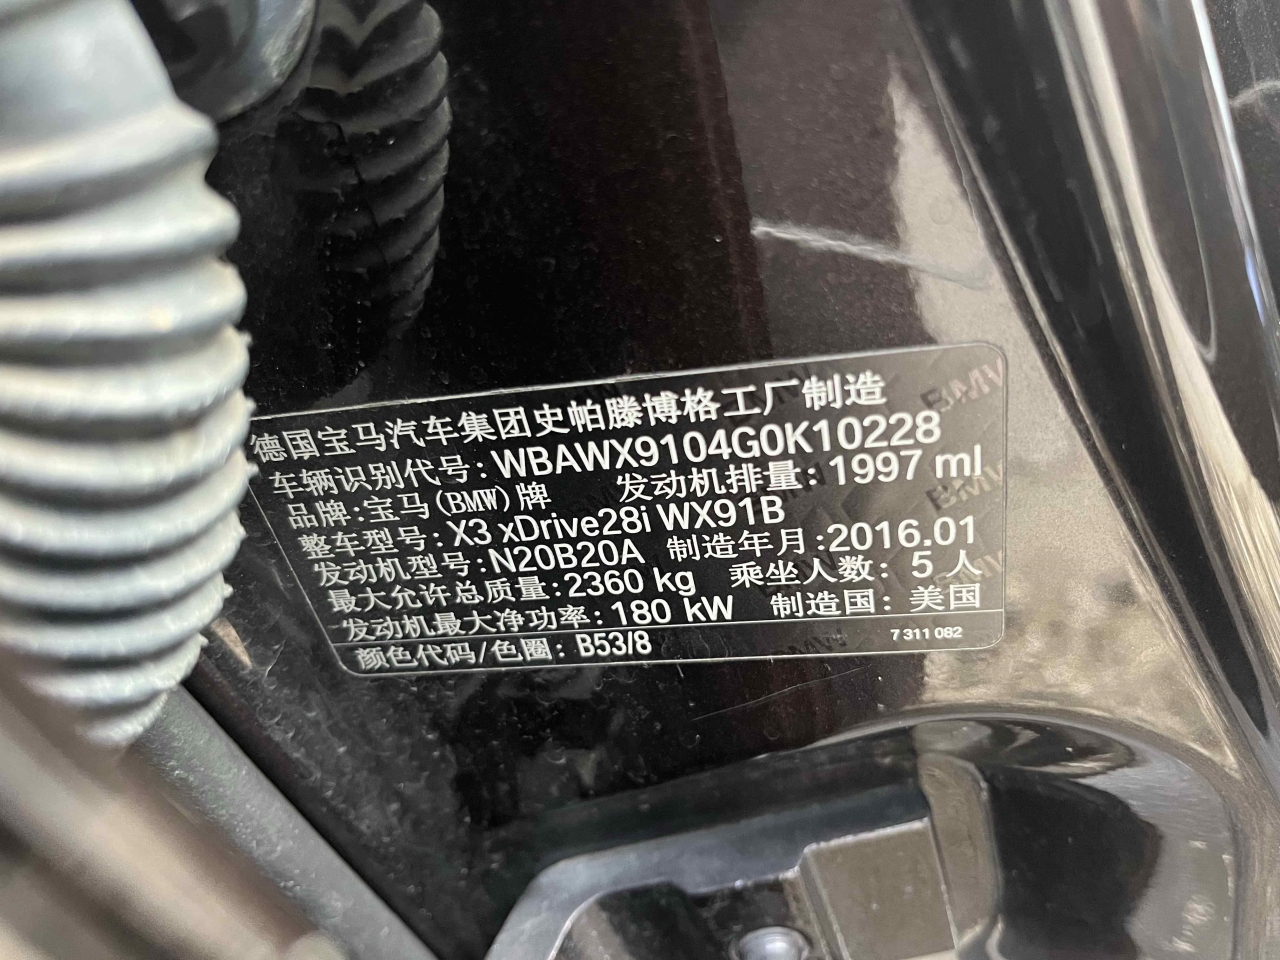 德国宝马汽车集团史帕滕博格工厂制造
车辆识别代号: WBAWX9104G0K10228
品牌:宝马(BMW)牌 发动机排量: 1997 ml
整车型号: X3 xDrive28i WX91B
发动机型号: N20B20A 制造年月:2016.01
最大允许总质量: 2360 kg 乘坐人数: 5 人
发动机最大净功率: 180 kW 制造国: 美国
颜色代码/色圈: B53/8 7 311 082